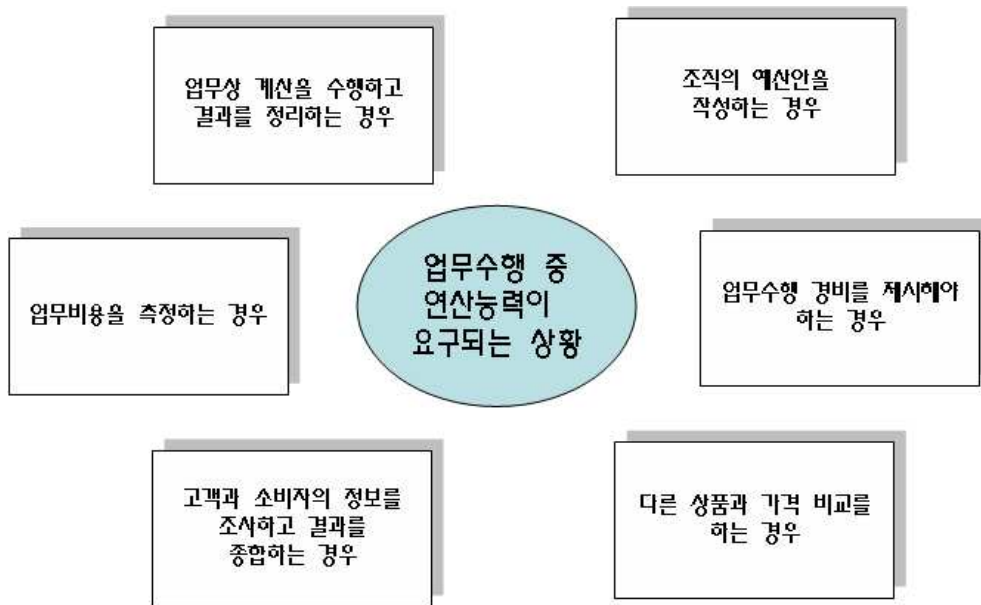 업무상 계산을 수행하고
결과를 정리하는 경우
조직의 예산안을
작성하는 경우
업무비용을 측정하는 경우
업무수행 중
연산능력이
요구되는 상황
업무수행 경비를 제시해야
하는 경우
고객과 소비자의 정보를
조사하고 결과를
종합하는 경우
다른 상품과 가격 비교를
하는 경우